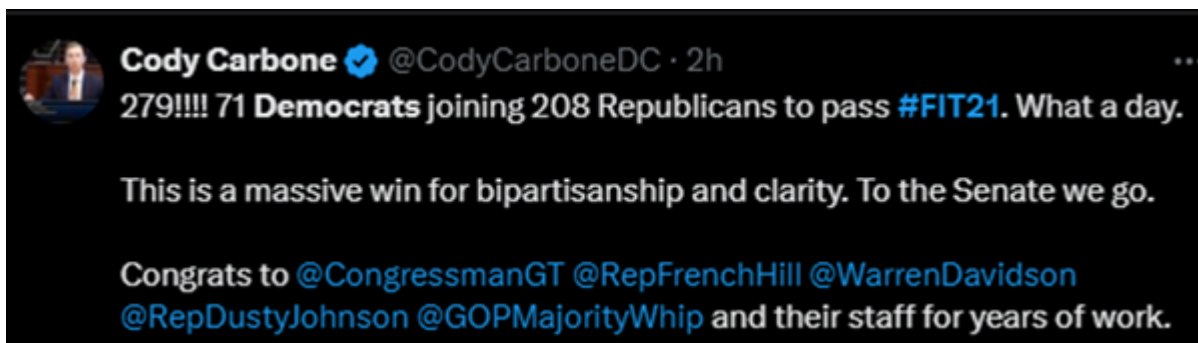 Cody Carbone @CodyCarboneDC · 2h
279!!!! 71 Democrats joining 208 Republicans to pass #FIT21. What a day.
This is a massive win for bipartisanship and clarity. To the Senate we go.
Congrats to @CongressmanGT @RepFrenchHill @WarrenDavidson
@RepDustyJohnson @GOPMajorityWhip and their staff for years of work.